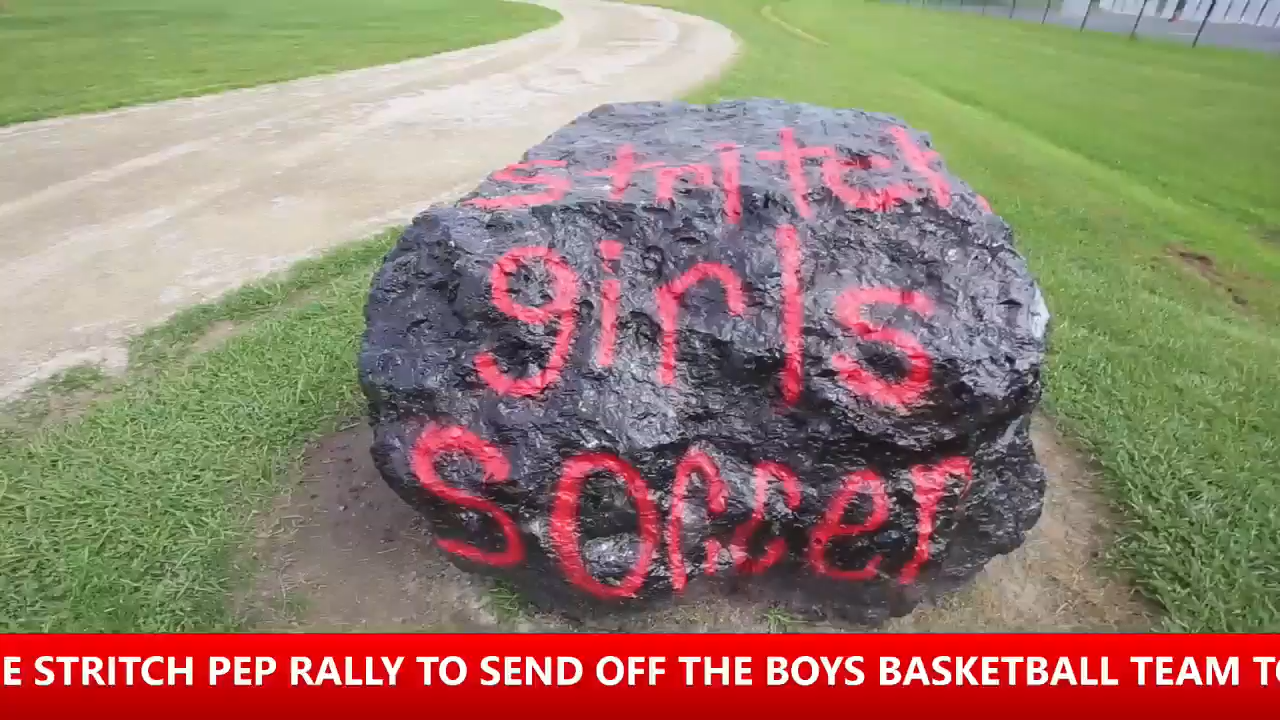 stritch
girls
soccer
E STRITCH PEP RALLY TO SEND OFF THE BOYS BASKETBALL TEAM TO